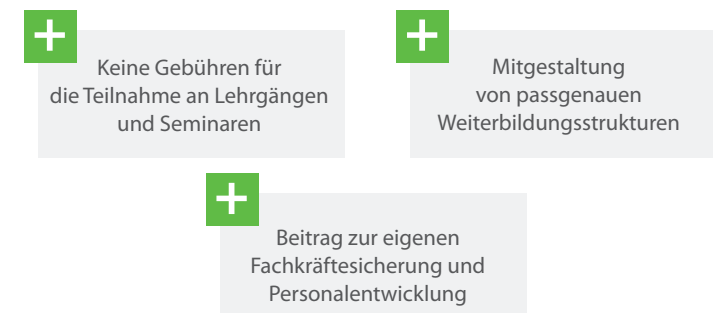 Keine Gebühren für
die Teilnahme an Lehrgängen
und Seminaren
Mitgestaltung
von passgenauen
Weiterbildungsstrukturen
Beitrag zur eigenen
Fachkräftesicherung und
Personalentwicklung